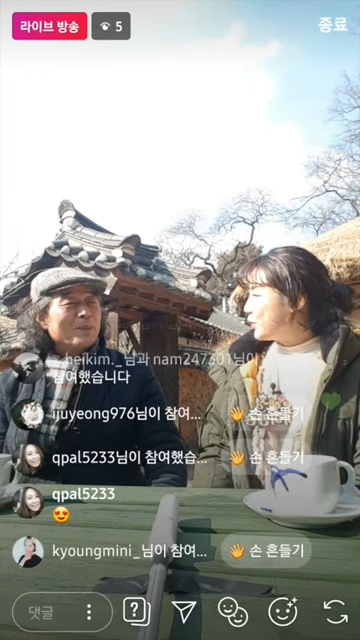 라이브 방송
5
종료
heikim._님과 nam247301님이
참여했습니다
ijuyeong976님이 참여...
손 흔들기
qpal5233님이 참여했습...
손 흔들기
qpal5233
😍
kyoungmini_님이 참여...
손 흔들기
댓글